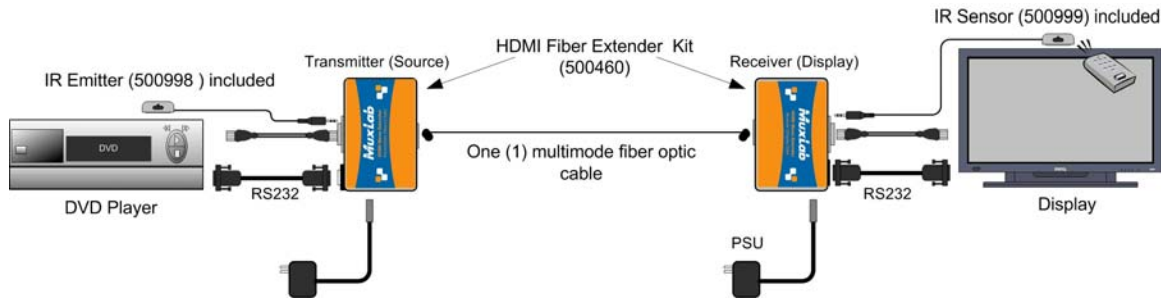 IR Sensor (500999) included
HDMI Fiber Extender Kit
(500460)
Transmitter (Source)
Receiver (Display)
IR Emitter (500998 ) included
MuxLab
MuxLab
DVD
One (1) multimode fiber optic
cable
RS232
RS232
DVD Player
Display
PSU